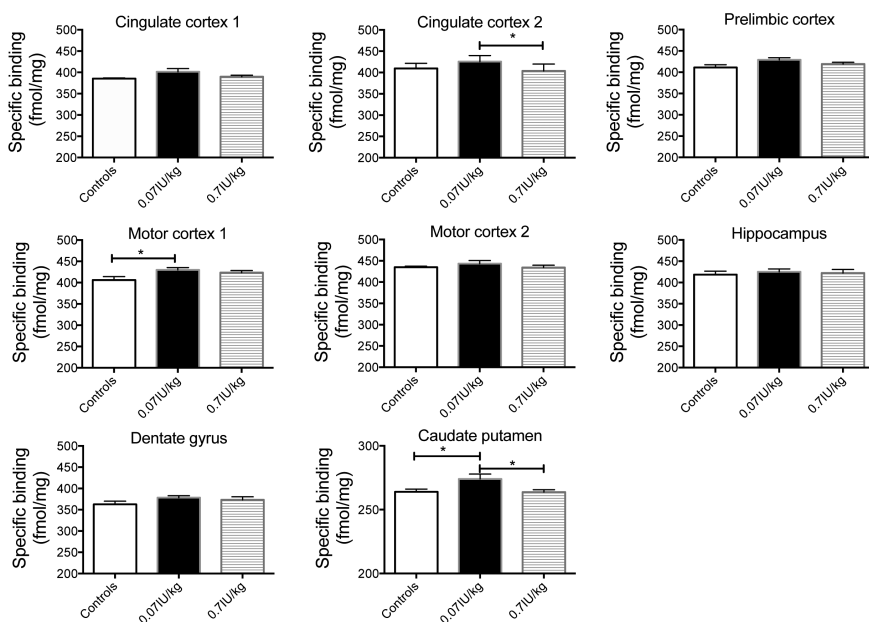 Cingulate cortex 1
Specific binding
(fmol/mg)
500
450
400
350
300
250
200
Controls
0.07IU/kg
0.7IU/kg
Cingulate cortex 2
Specific binding
(fmol/mg)
500
450
400
350
300
250
200
*
Controls
0.07IU/kg
0.7IU/kg
Prelimbic cortex
Specific binding
(fmol/mg)
500
450
400
350
300
250
200
Controls
0.07IU/kg
0.7IU/kg
Motor cortex 1
Specific binding
(fmol/mg)
500
450
400
350
300
250
200
*
Controls
0.07IU/kg
0.7IU/kg
Motor cortex 2
Specific binding
(fmol/mg)
500
450
400
350
300
250
200
Controls
0.07IU/kg
0.7IU/kg
Hippocampus
Specific binding
(fmol/mg)
500
450
400
350
300
250
200
Controls
0.07IU/kg
0.7IU/kg
Dentate gyrus
Specific binding
(fmol/mg)
500
450
400
350
300
250
200
Controls
0.07IU/kg
0.7IU/kg
Caudate putamen
Specific binding
(fmol/mg)
300
250
200
*
*
Controls
0.07IU/kg
0.7IU/kg